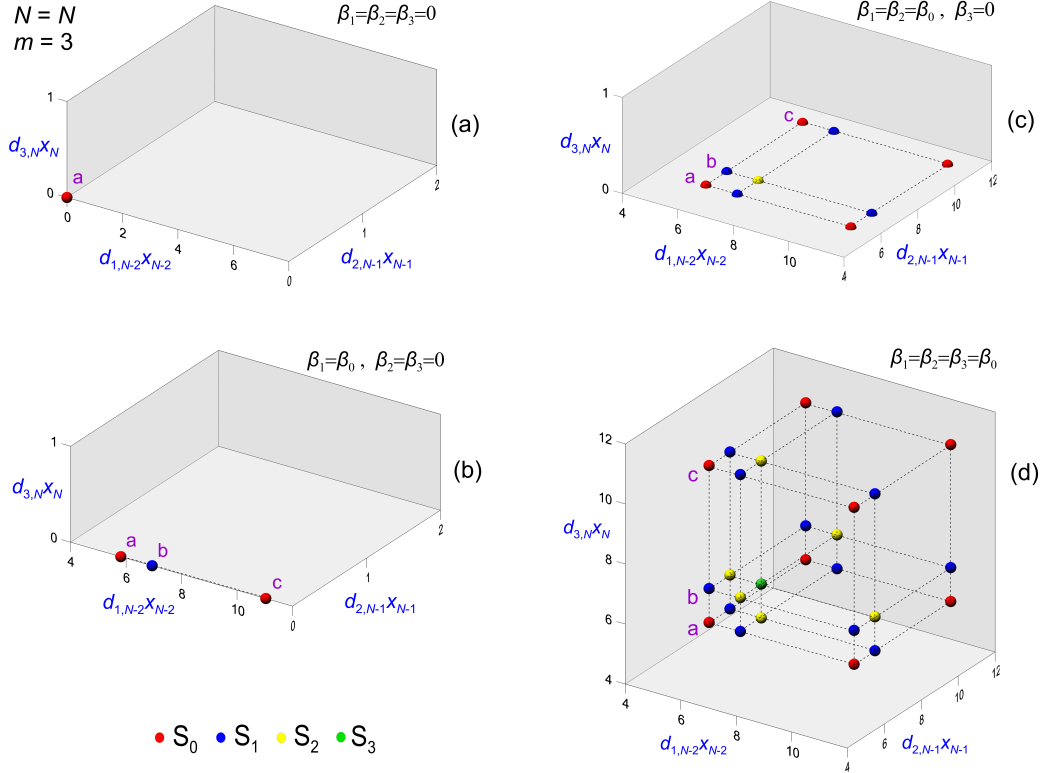 N = N
m = 3
β₁=β₂=β₃=0
1
d₃,NxN
0
a
0
2
4
6
d₁,N-2xN-2
0
1
2
d₂,N-1xN-1
(a)
β₁=β₂=β₀ , β₃=0
1
d₃,NxN
0
c
b
a
4
6
8
10
d₁,N-2xN-2
4
6
8
10
12
d₂,N-1xN-1
(c)
β₁=β₀ , β₂=β₃=0
1
d₃,NxN
0
a
b
c
4
6
8
10
d₁,N-2xN-2
0
1
2
d₂,N-1xN-1
(b)
β₁=β₂=β₃=β₀
12
10
d₃,NxN
8
6
4
c
b
a
4
6
8
10
d₁,N-2xN-2
4
6
8
10
12
d₂,N-1xN-1
(d)
S₀ S₁ S₂ S₃